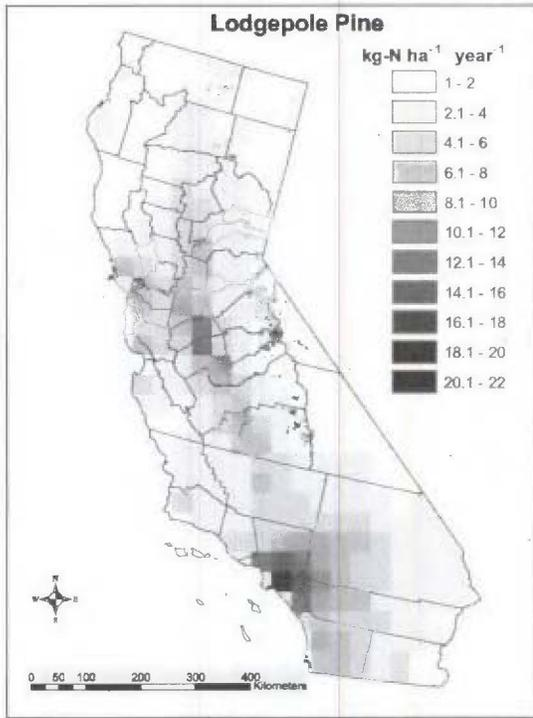 Lodgepole Pine
kg-N ha⁻¹ year⁻¹
1 - 2
2.1 - 4
4.1 - 6
6.1 - 8
8.1 - 10
10.1 - 12
12.1 - 14
14.1 - 16
16.1 - 18
18.1 - 20
20.1 - 22
N
W E
S
0 50 100 200 300 400
Kilometers